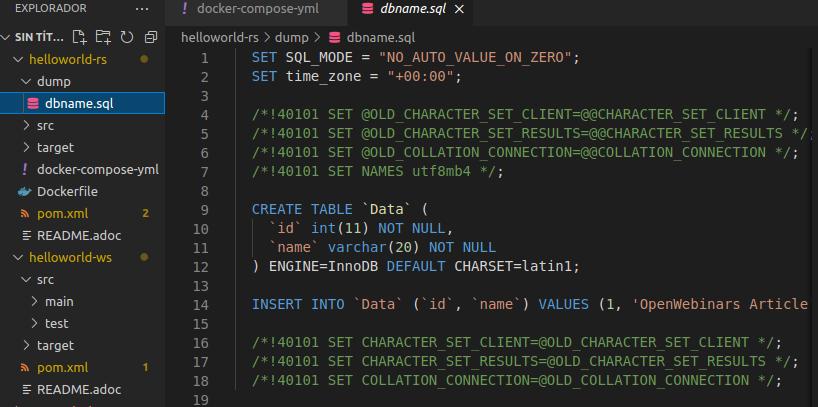 EXPLORADOR
SIN TÍT...
helloworld-rs
dump
dbname.sql
src
target
docker-compose-yml
Dockerfile
pom.xml 2
README.adoc
helloworld-ws
src
main
test
target
pom.xml 1
README.adoc
docker-compose-yml
dbname.sql
helloworld-rs > dump > dbname.sql
1 SET SQL_MODE = "NO_AUTO_VALUE_ON_ZERO";
2 SET time_zone = "+00:00";
3
4 /*!40101 SET @OLD_CHARACTER_SET_CLIENT=@@CHARACTER_SET_CLIENT */;
5 /*!40101 SET @OLD_CHARACTER_SET_RESULTS=@@CHARACTER_SET_RESULTS */;
6 /*!40101 SET @OLD_COLLATION_CONNECTION=@@COLLATION_CONNECTION */;
7 /*!40101 SET NAMES utf8mb4 */;
8
9 CREATE TABLE `Data` (
10 `id` int(11) NOT NULL,
11 `name` varchar(20) NOT NULL
12 ) ENGINE=InnoDB DEFAULT CHARSET=latin1;
13
14 INSERT INTO `Data` (`id`, `name`) VALUES (1, 'OpenWebinars Article
15
16 /*!40101 SET CHARACTER_SET_CLIENT=@OLD_CHARACTER_SET_CLIENT */;
17 /*!40101 SET CHARACTER_SET_RESULTS=@OLD_CHARACTER_SET_RESULTS */;
18 /*!40101 SET COLLATION_CONNECTION=@OLD_COLLATION_CONNECTION */;
19